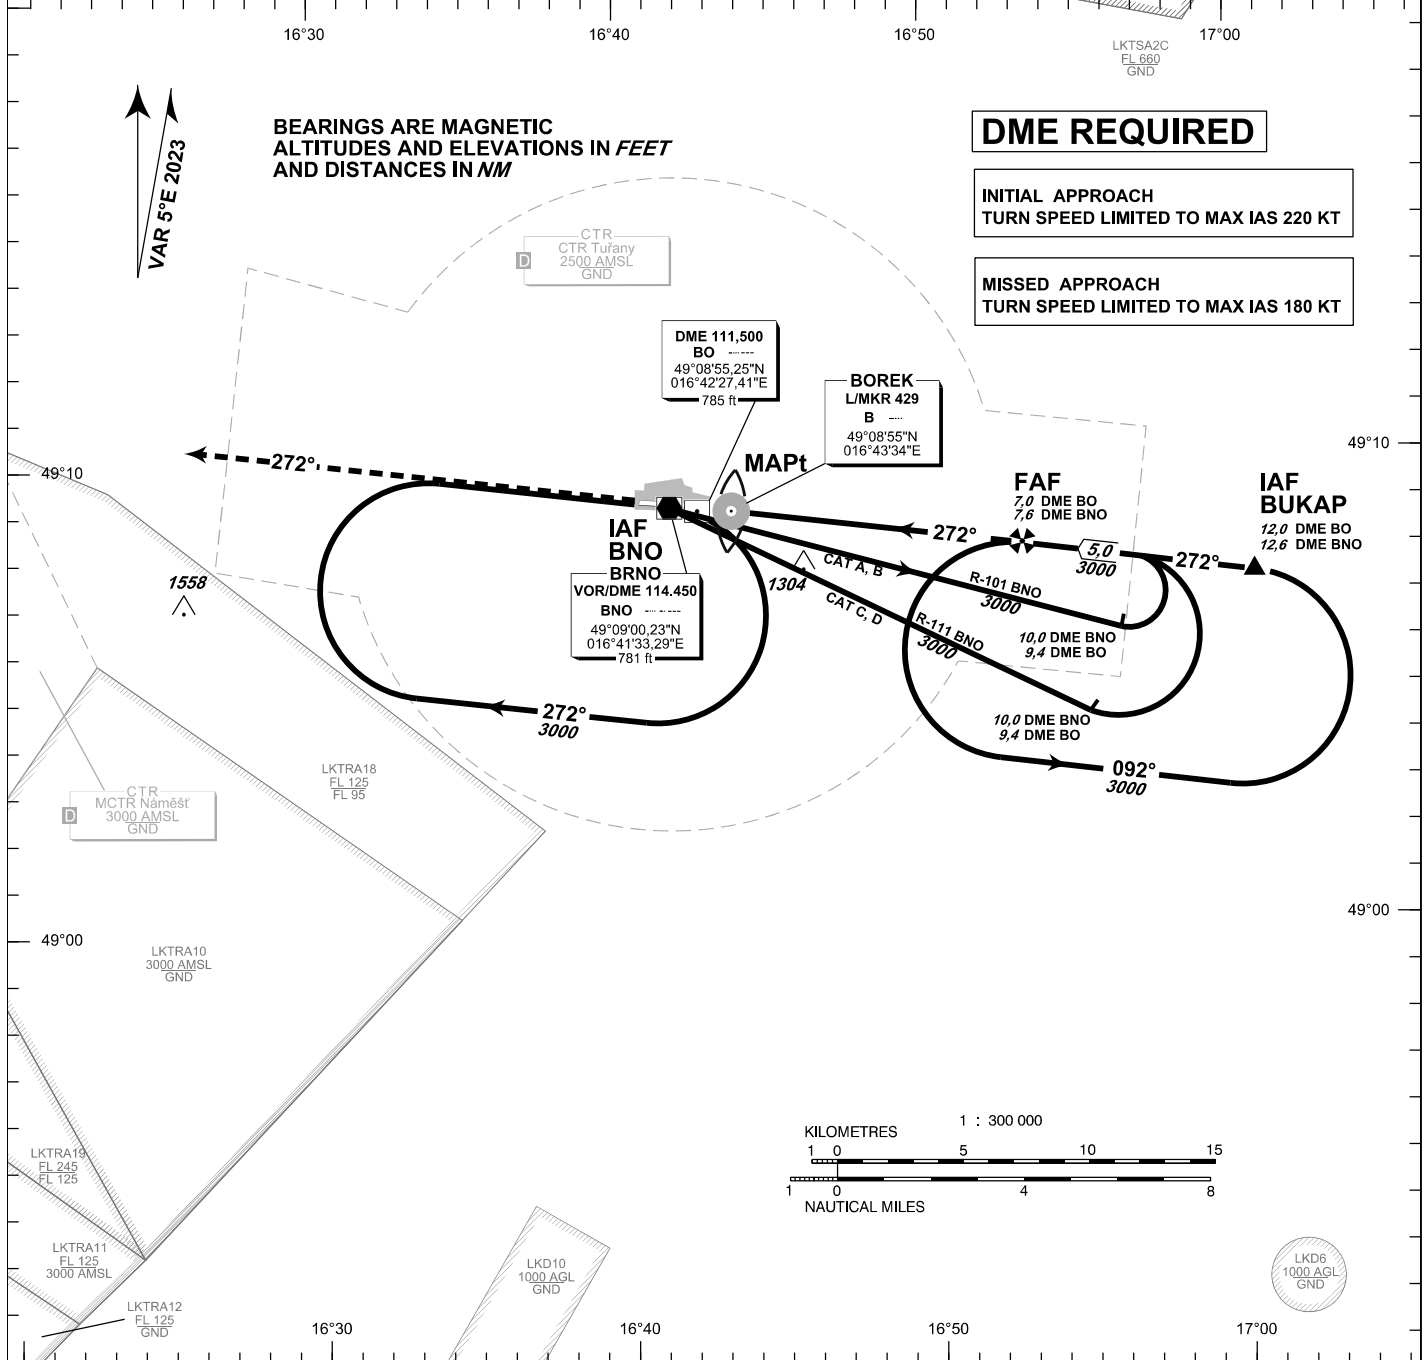 16°30'
16°40'
16°50'
17°00'
LKTSA2C
FL 660
GND
VAR 5°E 2023
BEARINGS ARE MAGNETIC
ALTITUDES AND ELEVATIONS IN FEET
AND DISTANCES IN NM
DME REQUIRED
INITIAL APPROACH
TURN SPEED LIMITED TO MAX IAS 220 KT
MISSED APPROACH
TURN SPEED LIMITED TO MAX IAS 180 KT
CTR
CTR Tuřany
D
2500 AMSL
GND
DME 111,500
BO
49°08'55,25"N
016°42'27,41"E
785 ft
BOREK
L/MKR 429
B
49°08'55"N
016°43'34"E
MAPt
49°10'
49°10
272°
FAF
7,0 DME BO
7,6 DME BNO
IAF
BUKAP
12,0 DME BO
12,6 DME BNO
272°
5,0
3000
272°
IAF
BNO
BRNO
VOR/DME 114.450
BNO
49°09'00,23"N
016°41'33,29"E
781 ft
1558
1304
CAT A, B
R-101 BNO
3000
CAT C, D
R-111 BNO
3000
10,0 DME BNO
9,4 DME BO
10,0 DME BNO
9,4 DME BO
272°
3000
092°
3000
LKTRA18
FL 125
FL 95
CTR
MCTR Náměšť
D
3000 AMSL
GND
49°00'
49°00
LKTRA10
3000 AMSL
GND
LKTRA19
FL 245
FL 125
LKTRA11
FL 125
3000 AMSL
LKTRA12
FL 125
GND
LKD10
1000 AGL
GND
LKD6
1000 AGL
GND
1 : 300 000
KILOMETRES
1 0 5 10 15
1 0 4 8
NAUTICAL MILES
16°30'
16°40'
16°50'
17°00'